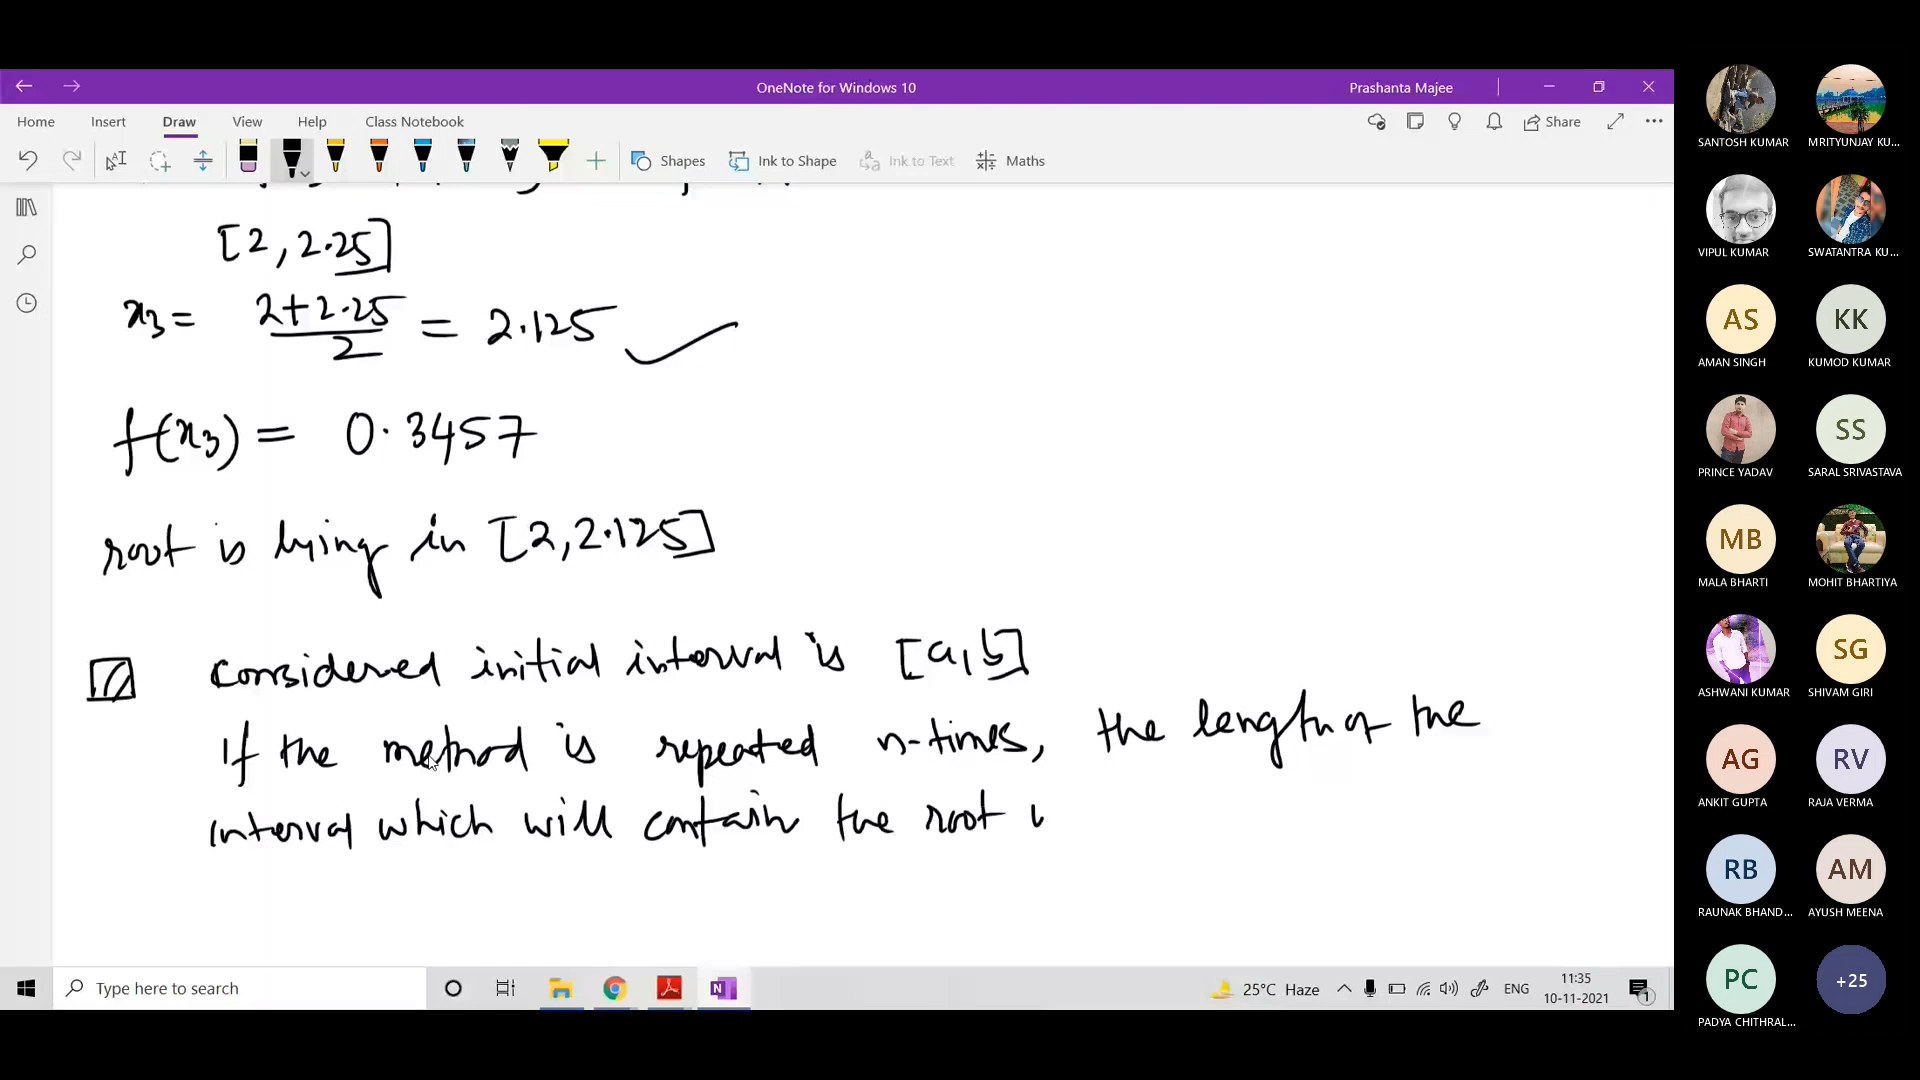 OneNote for Windows 10
Prashanta Majee
Home Insert Draw View Help Class Notebook
Share
Shapes Ink to Shape Ink to Text Maths
[2, 2.25]
x3 = 2+2.25 / 2 = 2.125
f(x3) = 0.3457
root is lying in [2, 2.125]
Considered initial interval is [a, b]
If the method is repeated n-times, the length of the
interval which will contain the root
SANTOSH KUMAR
MRITYUNJAY KU...
VIPUL KUMAR
SWATANTRA KU...
AS
KK
AMAN SINGH
KUMOD KUMAR
SS
PRINCE YADAV
SARAL SRIVASTAVA
MB
MALA BHARTI
MOHIT BHARTIYA
SG
ASHWANI KUMAR
SHIVAM GIRI
AG
RV
ANKIT GUPTA
RAJA VERMA
RB
AM
RAUNAK BHAND...
AYUSH MEENA
PC
+25
PADYA CHITHRAL...
Type here to search
25°C Haze
ENG
11:35
10-11-2021
1